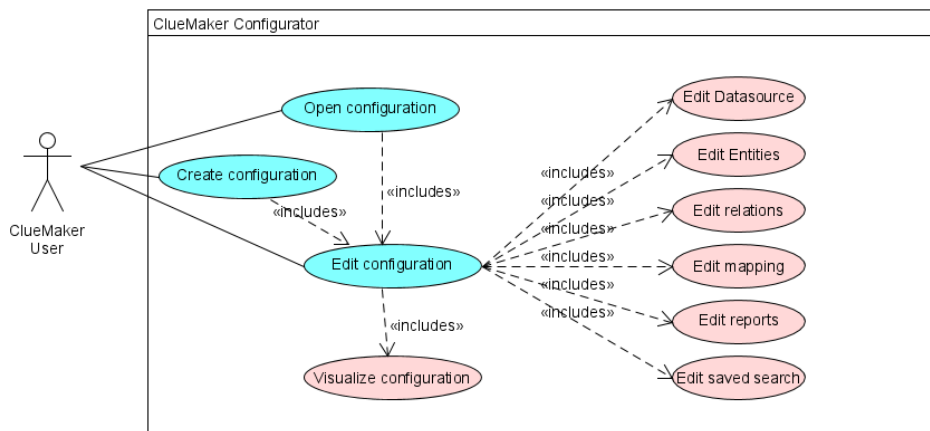 ClueMaker Configurator
Open configuration
Edit Datasource
Edit Entities
Create configuration
«includes»
«includes»
«includes»
«includes»
Edit relations
«includes»
«includes»
ClueMaker
User
«includes»
Edit configuration
Edit mapping
«includes»
«includes»
Edit reports
Visualize configuration
Edit saved search